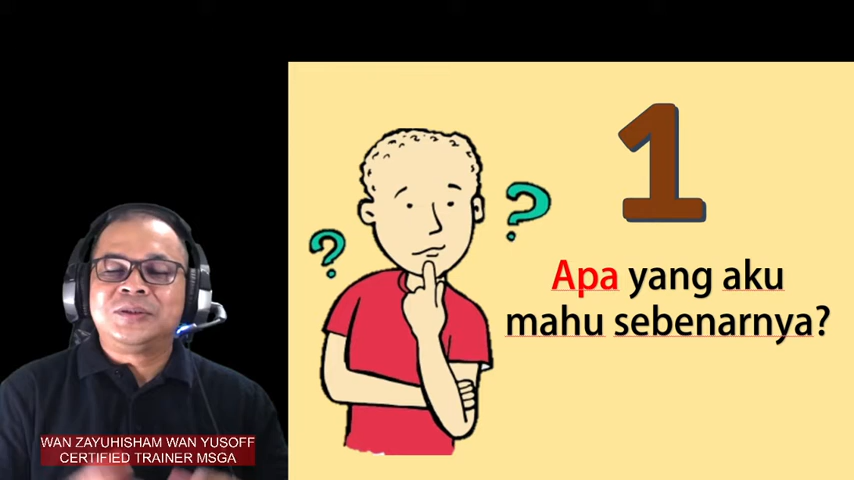 1
Apa yang aku
mahu sebenarnya?
?
?
WAN ZAYUHISHAM WAN YUSOFF
CERTIFIED TRAINER MSGA